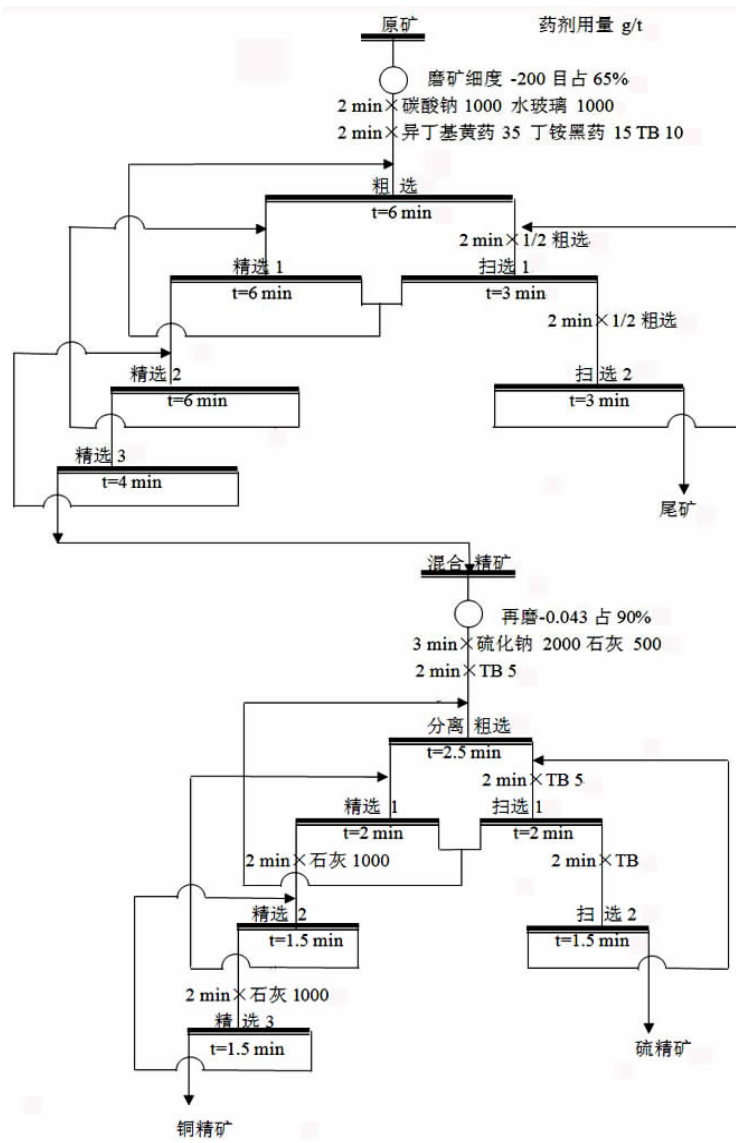 原矿 药剂用量 g/t
磨矿细度 -200 目占 65%
2 min×碳酸钠 1000 水玻璃 1000
2 min×异丁基黄药 35 丁铵黑药 15 TB 10
粗选
t=6 min
2 min×1/2 粗选
精选 1 扫选 1
t=6 min t=3 min
2 min×1/2 粗选
精选 2 扫选 2
t=6 min t=3 min
精选 3
t=4 min
尾矿
混合 精矿
再磨-0.043 占 90%
3 min×硫化钠 2000 石灰 500
2 min×TB 5
分离 粗选
t=2.5 min
2 min×TB 5
精选 1 扫选 1
t=2 min t=2 min
2 min×石灰 1000 2 min×TB
精选 2 扫 选 2
t=1.5 min t=1.5 min
2 min×石灰 1000
精 选 3
t=1.5 min 硫精矿
铜精矿